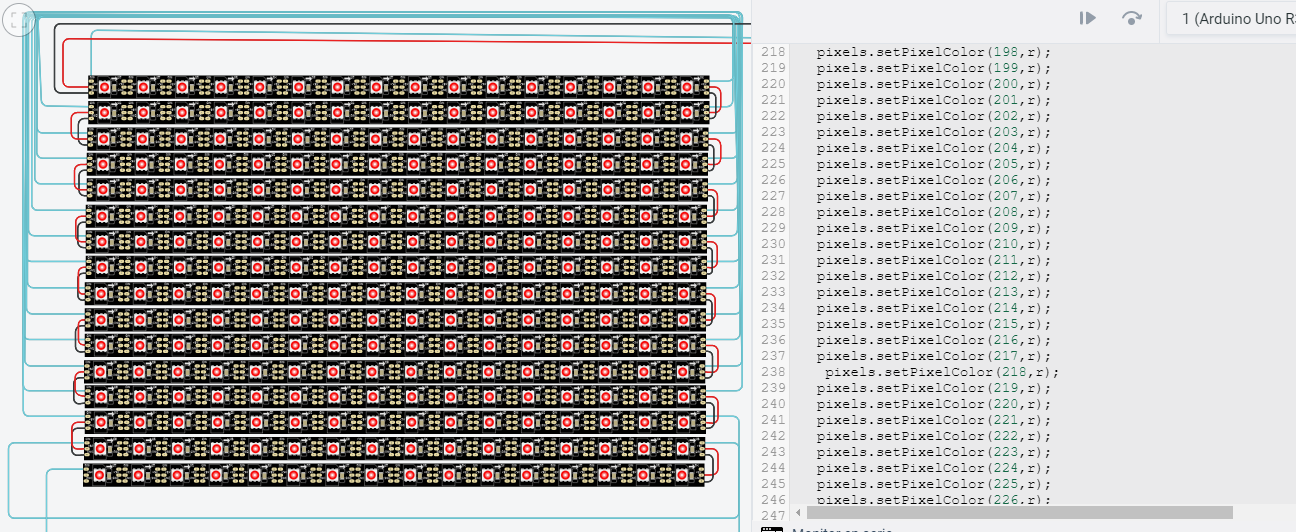 1 (Arduino Uno R3
218 pixels.setPixelColor(198,r);
219 pixels.setPixelColor(199,r);
220 pixels.setPixelColor(200,r);
221 pixels.setPixelColor(201,r);
222 pixels.setPixelColor(202,r);
223 pixels.setPixelColor(203,r);
224 pixels.setPixelColor(204,r);
225 pixels.setPixelColor(205,r);
226 pixels.setPixelColor(206,r);
227 pixels.setPixelColor(207,r);
228 pixels.setPixelColor(208,r);
229 pixels.setPixelColor(209,r);
230 pixels.setPixelColor(210,r);
231 pixels.setPixelColor(211,r);
232 pixels.setPixelColor(212,r);
233 pixels.setPixelColor(213,r);
234 pixels.setPixelColor(214,r);
235 pixels.setPixelColor(215,r);
236 pixels.setPixelColor(216,r);
237 pixels.setPixelColor(217,r);
238 pixels.setPixelColor(218,r);
239 pixels.setPixelColor(219,r);
240 pixels.setPixelColor(220,r);
241 pixels.setPixelColor(221,r);
242 pixels.setPixelColor(222,r);
243 pixels.setPixelColor(223,r);
244 pixels.setPixelColor(224,r);
245 pixels.setPixelColor(225,r);
246 pixels.setPixelColor(226,r);
247
Monitor en serie